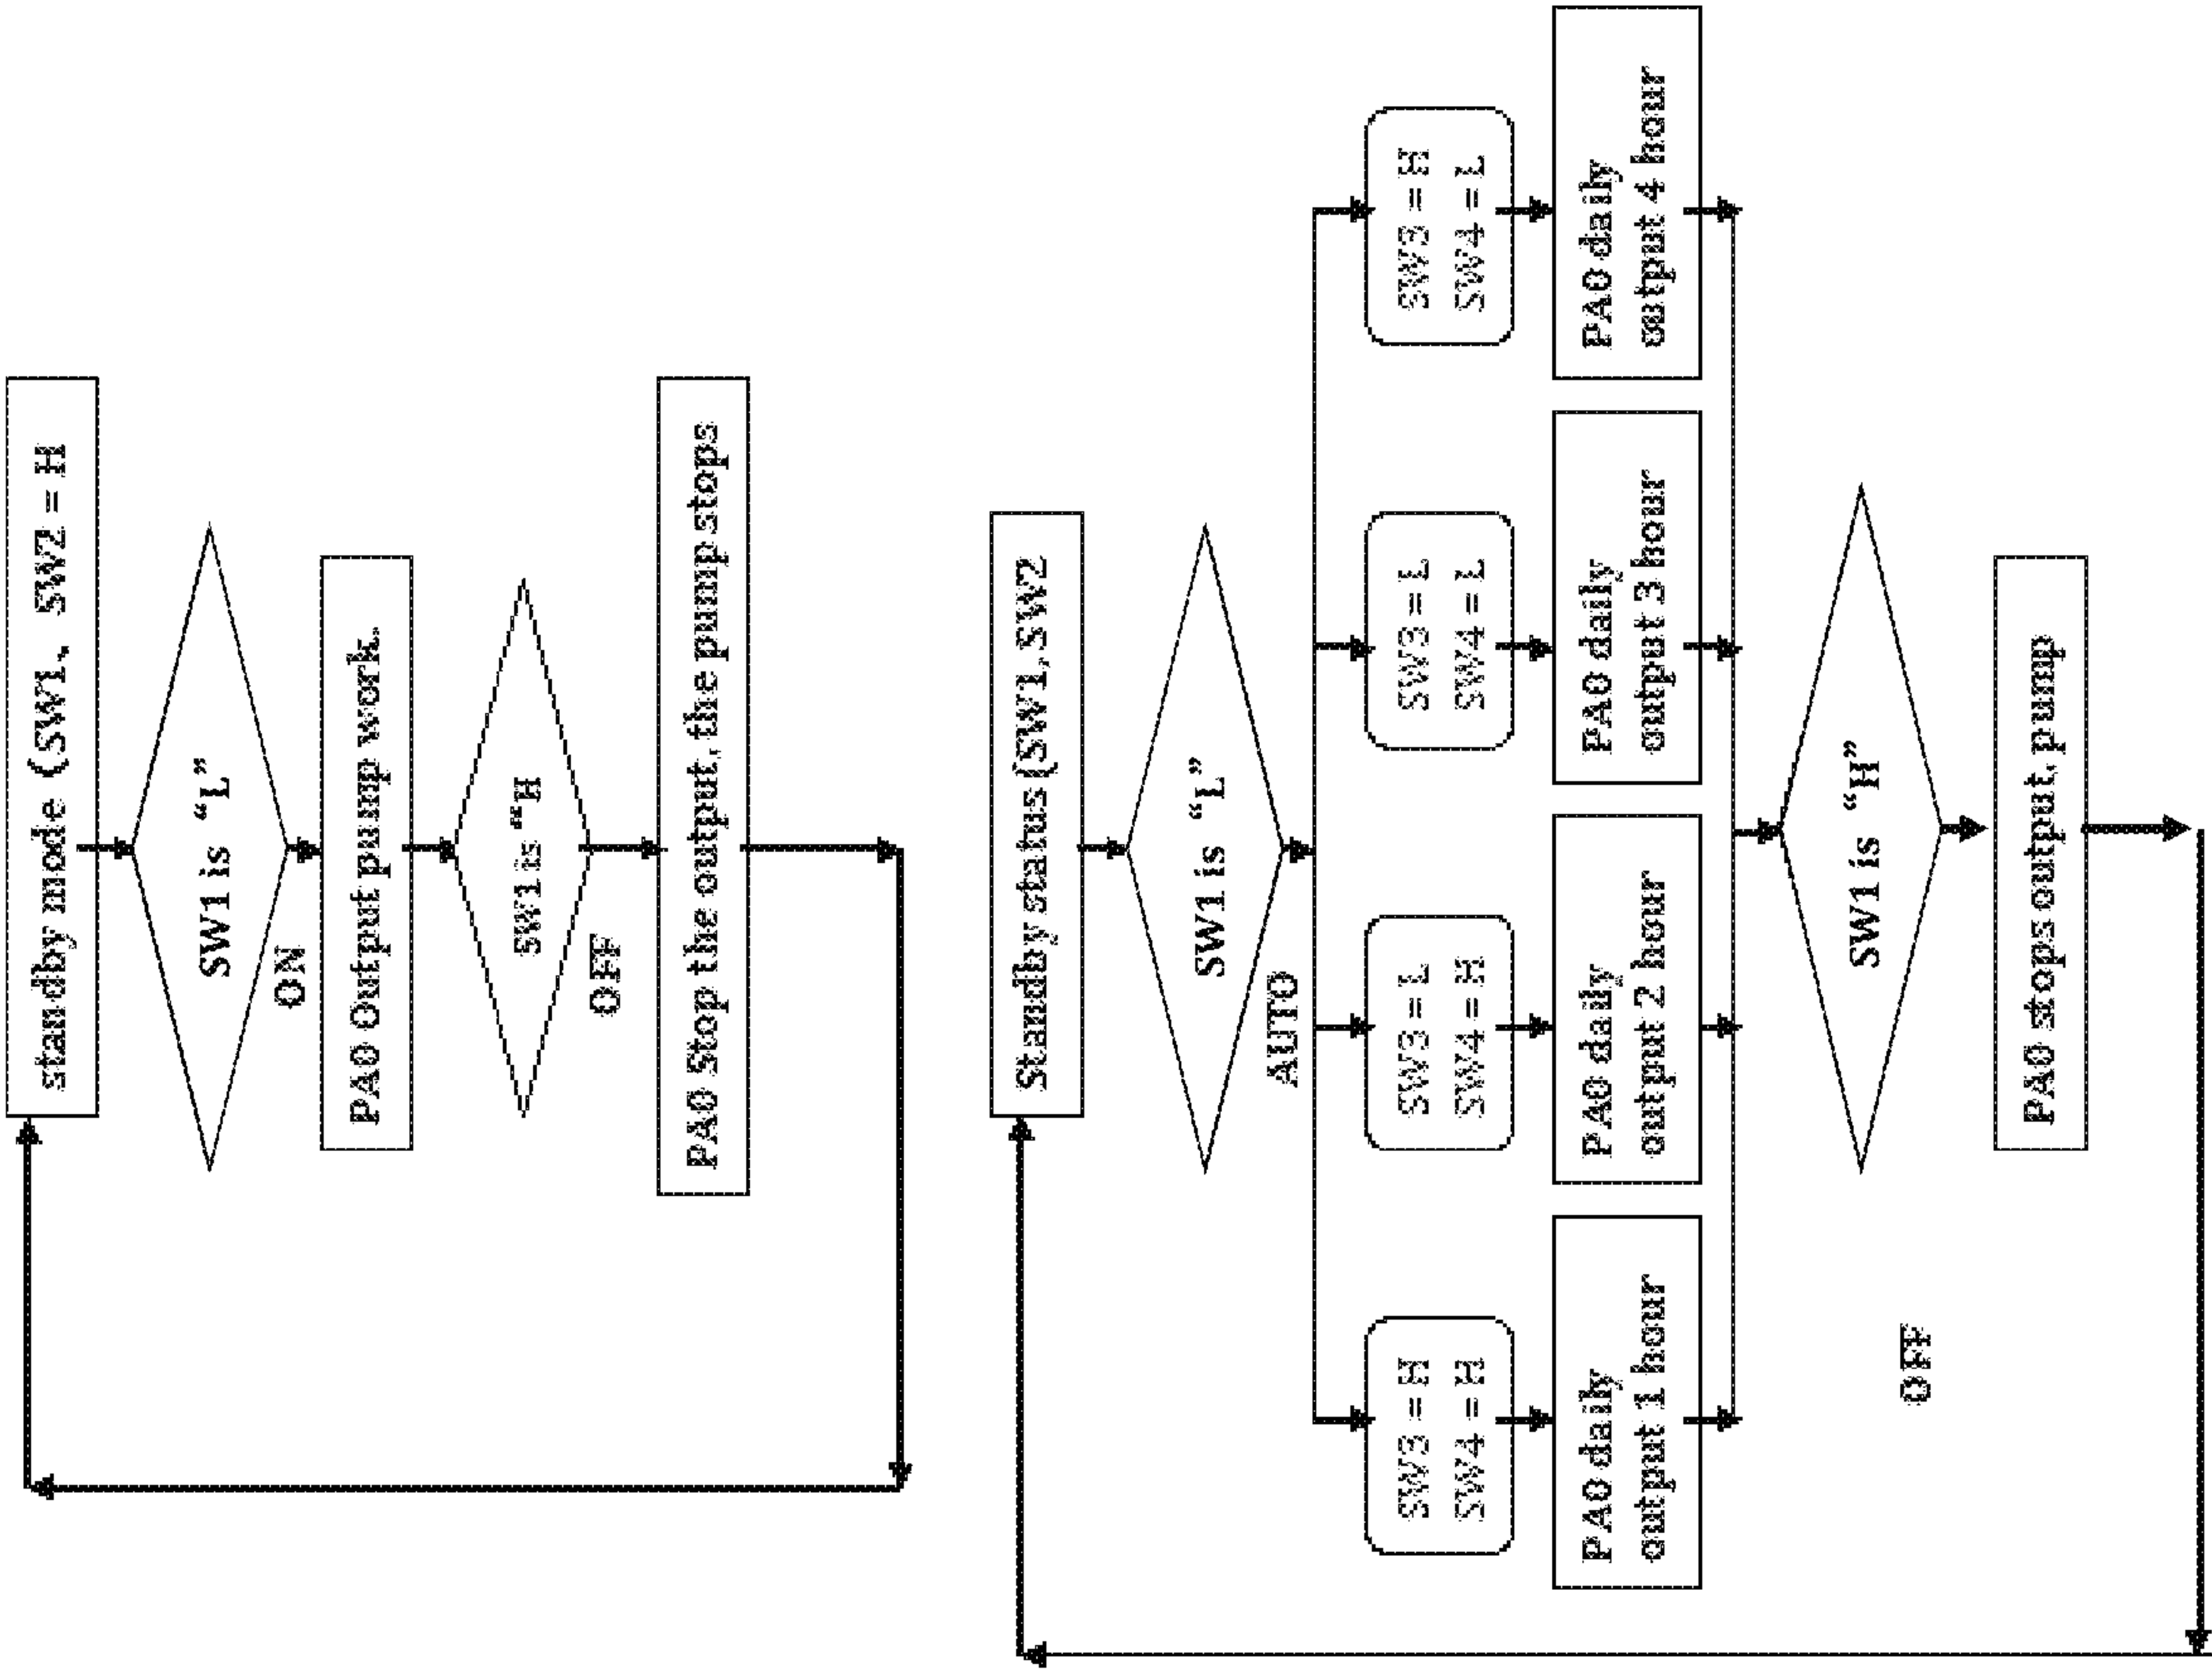 standby mode (SW1、SW2 = H
SW1 is “L”
ON
PA0 Output pump work.
SW1 is “H
OFF
PA0 Stop the output, the pump stops
Standby status (SW1,SW2
SW1 is “L”
AUTO
SW3 = H
SW4 = H
SW3 = L
SW4 = H
SW3 = L
SW4 = L
SW3 = H
SW4 = L
PA0 daily
output 1 hour
PA0 daily
output 2 hour
PA0 daily
output 3 hour
PA0 daily
output 4 hour
SW1 is “H”
OFF
PA0 stops output, pump